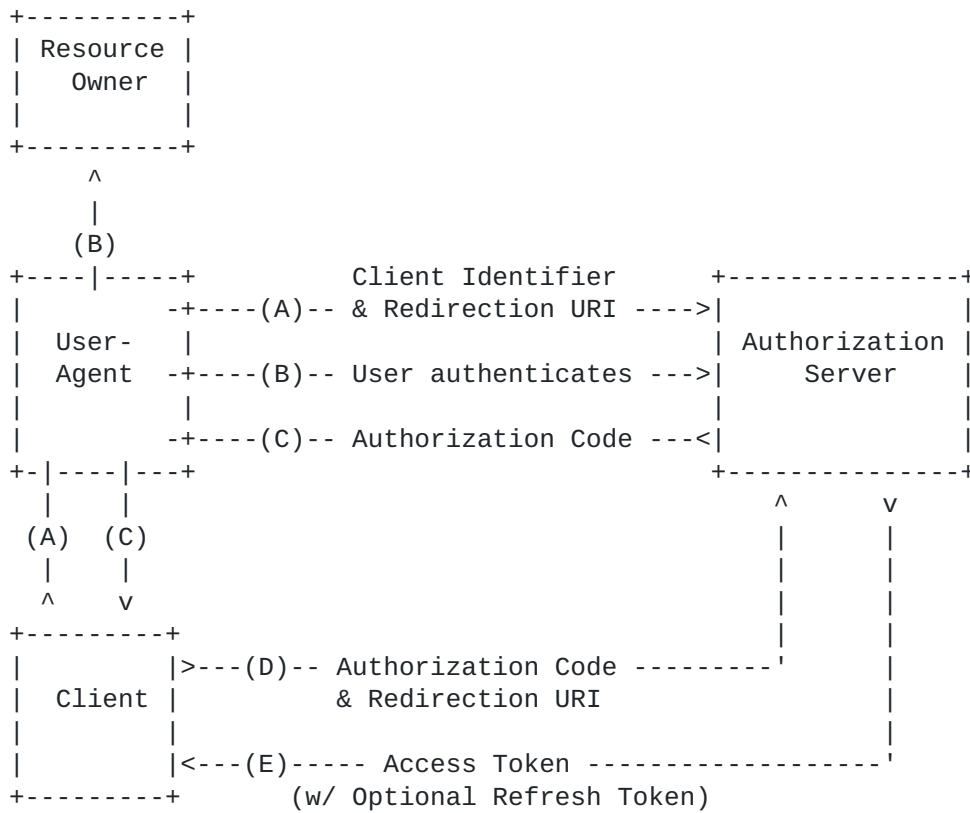 +----------+
| Resource |
|   Owner  |
|          |
+----------+
     ^
     |
    (B)
+----|-----+          Client Identifier      +---------------+
|         -+----(A)-- & Redirection URI ---->|               |
|  User-   |                                 | Authorization |
|  Agent  -+----(B)-- User authenticates --->|     Server    |
|          |                                 |               |
|         -+----(C)-- Authorization Code ---<|               |
+-|----|---+                                 +---------------+
  |    |                                         ^      v
 (A)  (C)                                        |      |
  |    |                                         |      |
  ^    v                                         |      |
+---------+                                      |      |
|         |>---(D)-- Authorization Code ---------'      |
|  Client |          & Redirection URI                  |
|         |                                             |
|         |<---(E)----- Access Token -------------------'
+---------+       (w/ Optional Refresh Token)